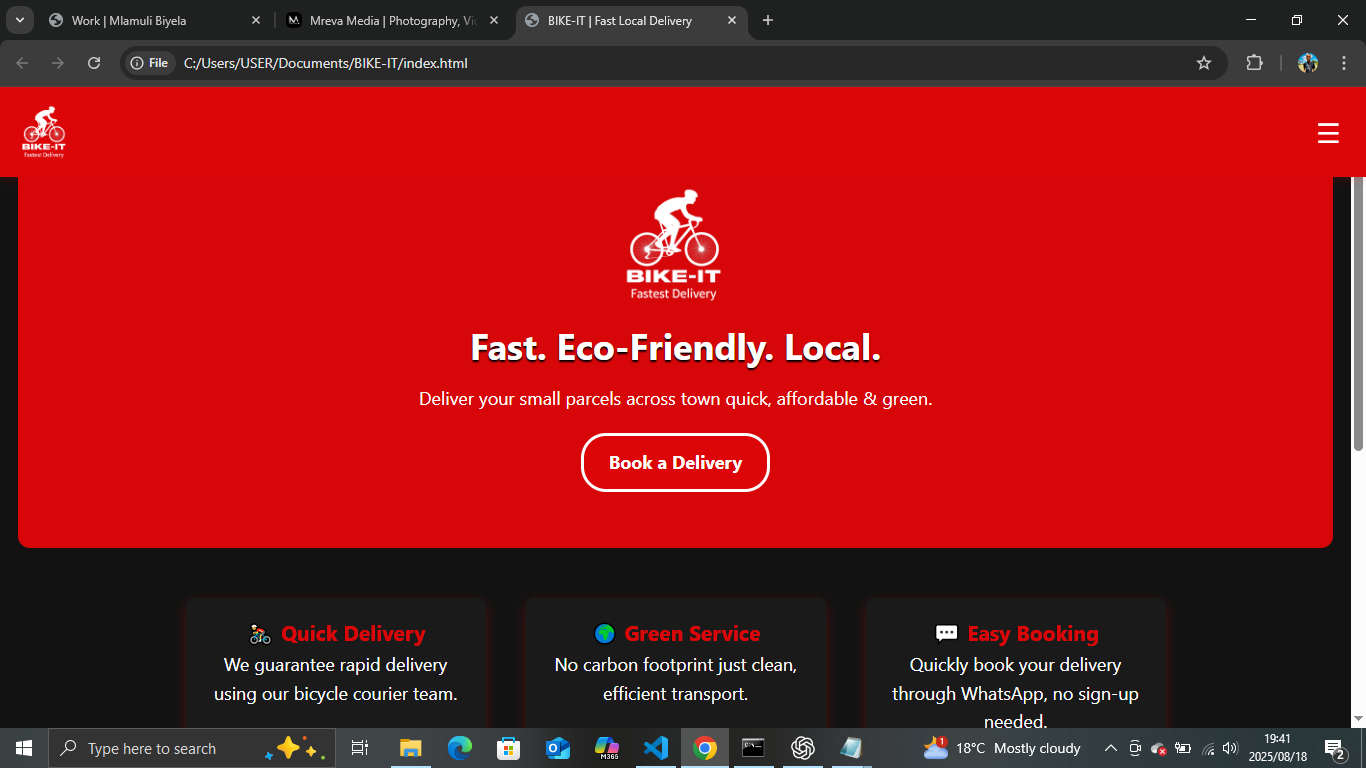 Work | Mlamuli Biyela
Mreva Media | Photography, Vi
BIKE-IT | Fast Local Delivery
File C:/Users/USER/Documents/BIKE-IT/index.html
BIKE-IT
Fastest Delivery
BIKE-IT
Fastest Delivery
Fast. Eco-Friendly. Local.
Deliver your small parcels across town quick, affordable & green.
Book a Delivery
Quick Delivery
We guarantee rapid delivery
using our bicycle courier team.
Green Service
No carbon footprint just clean,
efficient transport.
Easy Booking
Quickly book your delivery
through WhatsApp, no sign-up
needed.
Type here to search
M365
1
18°C Mostly cloudy
19:41
2025/08/18
2